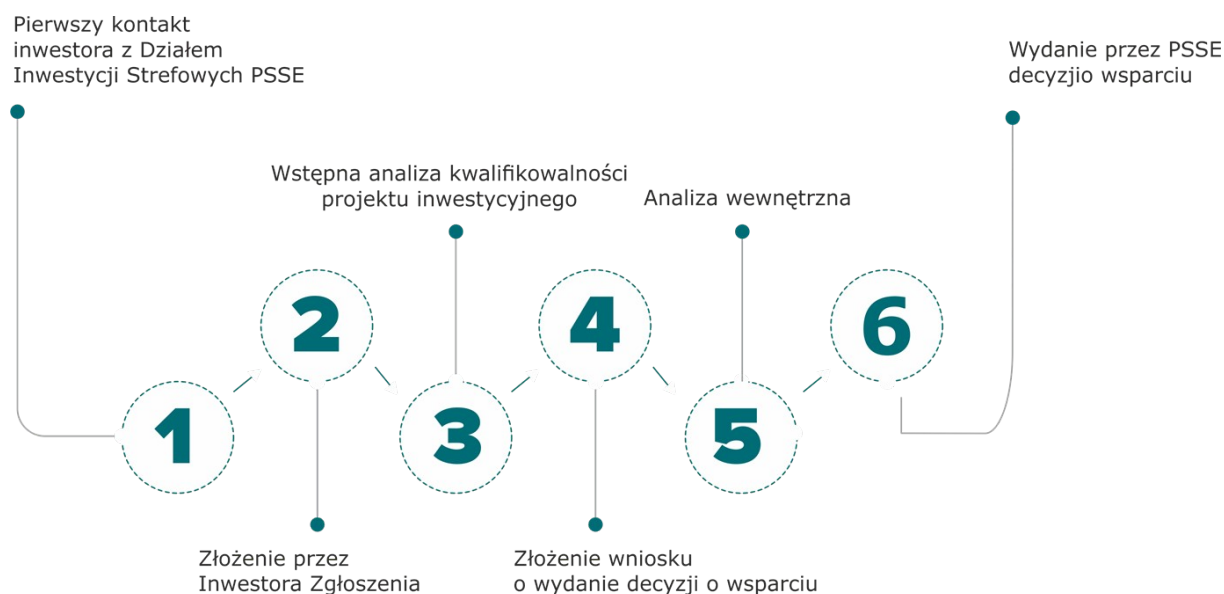 Pierwszy kontakt
inwestora z Działem
Inwestycji Strefowych PSSE
Wydanie przez PSSE
decyzjio wsparciu
Wstępna analiza kwalifikowalności
projektu inwestycyjnego
Analiza wewnętrzna
2
4
6
1
3
5
Złożenie przez
Inwestora Zgłoszenia
Złożenie wniosku
o wydanie decyzji o wsparciu